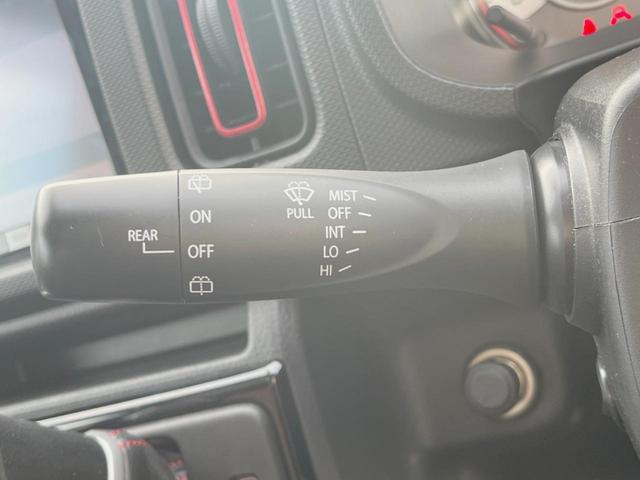 REAR
ON
OFF
PULL
MIST
OFF
INT
LO
HI